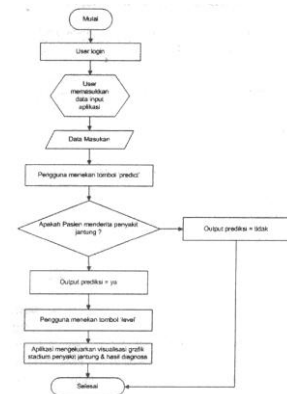 Mulai
User login
User
memasukkan
data input
aplikasi
Data Masukan
Pengguna menekan tombol 'predict'
Apakah Pasien menderita penyakit
jantung ?
Output prediksi = tidak
Output prediksi = ya
Pengguna menekan tombol 'level'
Aplikasi mengeluarkan visualisasi grafik
stadium penyakit jantung & hasil diagnosa
Selesai